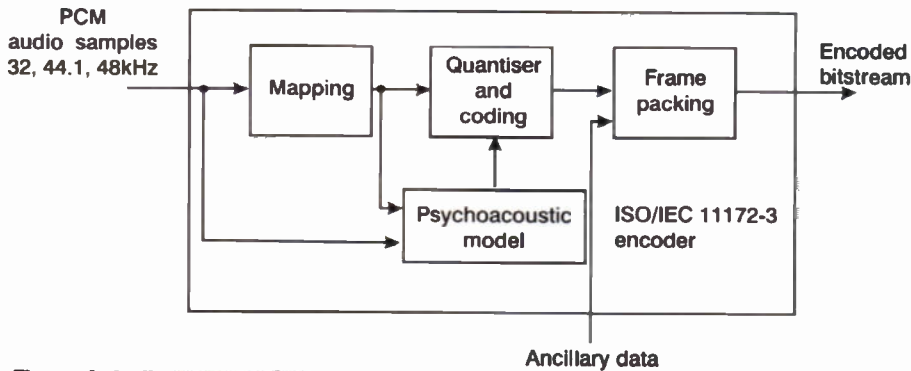 PCM
audio samples
32, 44.1, 48kHz
Mapping
Quantiser
and
coding
Frame
packing
Encoded
bitstream
Psychoacoustic
model
ISO/IEC 11172-3
encoder
Ancillary data